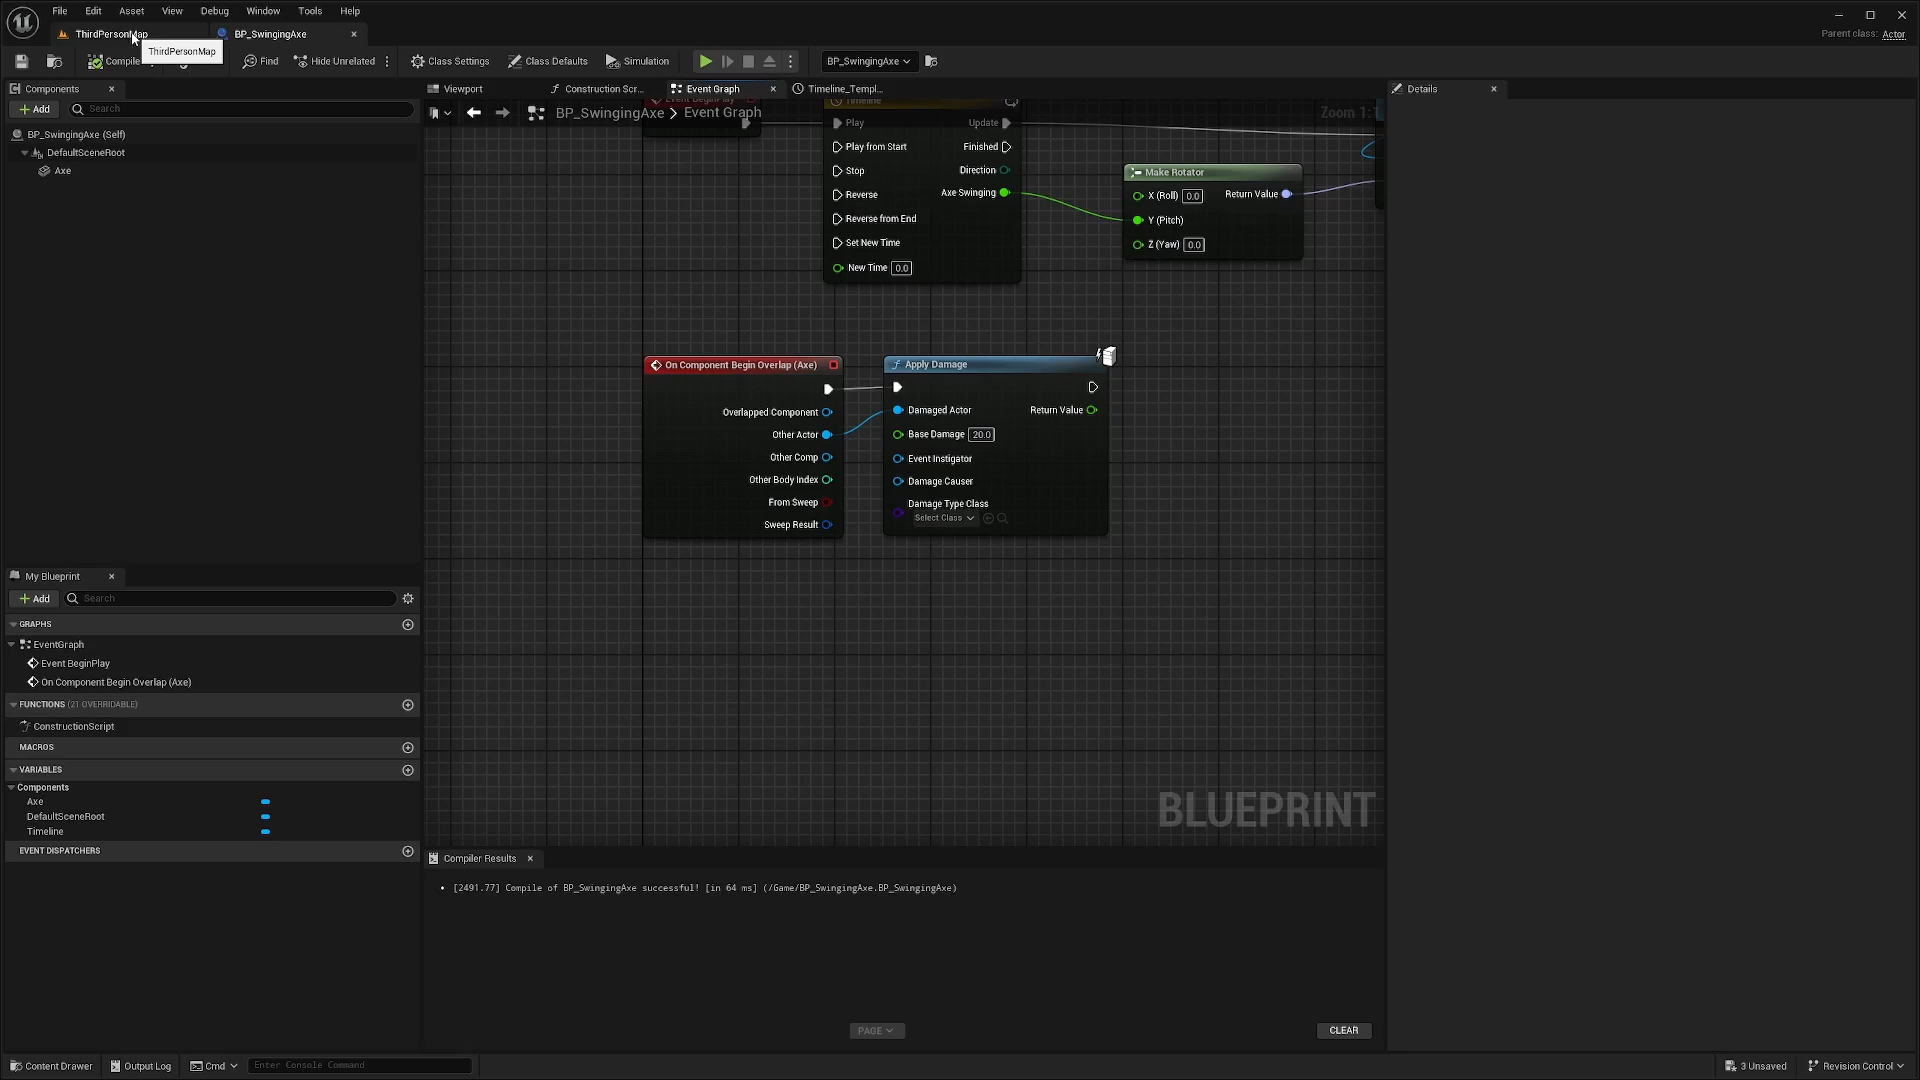 File Edit Asset View Debug Window Tools Help
ThirdPersonMap BP_SwingingAxe
Parent class: Actor
ThirdPersonMap
Compile Find Hide Unrelated Class Settings Class Defaults Simulation BP_SwingingAxe
Components
Viewport Construction Scr... Event Graph Timeline_Templ...
Details
Add Search
BP_SwingingAxe > Event Graph
Zoom 1:1
BP_SwingingAxe (Self)
DefaultSceneRoot
Axe
Event BeginPlay
Timeline
Play Update
Play from Start Finished
Stop Direction
Reverse Axe Swinging
Reverse from End
Set New Time
New Time 0.0
Make Rotator
X (Roll) 0.0 Return Value
Y (Pitch)
Z (Yaw) 0.0
On Component Begin Overlap (Axe)
Overlapped Component
Other Actor
Other Comp
Other Body Index
From Sweep
Sweep Result
Apply Damage
Damaged Actor Return Value
Base Damage 20.0
Event Instigator
Damage Causer
Damage Type Class
Select Class
BLUEPRINT
My Blueprint
Add Search
GRAPHS
EventGraph
Event BeginPlay
On Component Begin Overlap (Axe)
FUNCTIONS (21 OVERRIDABLE)
ConstructionScript
MACROS
VARIABLES
Components
Axe
DefaultSceneRoot
Timeline
EVENT DISPATCHERS
Compiler Results
[2491.77] Compile of BP_SwingingAxe successful! [in 64 ms] (/Game/BP_SwingingAxe.BP_SwingingAxe)
PAGE CLEAR
Content Drawer Output Log Cmd Enter Console Command 3 Unsaved Revision Control